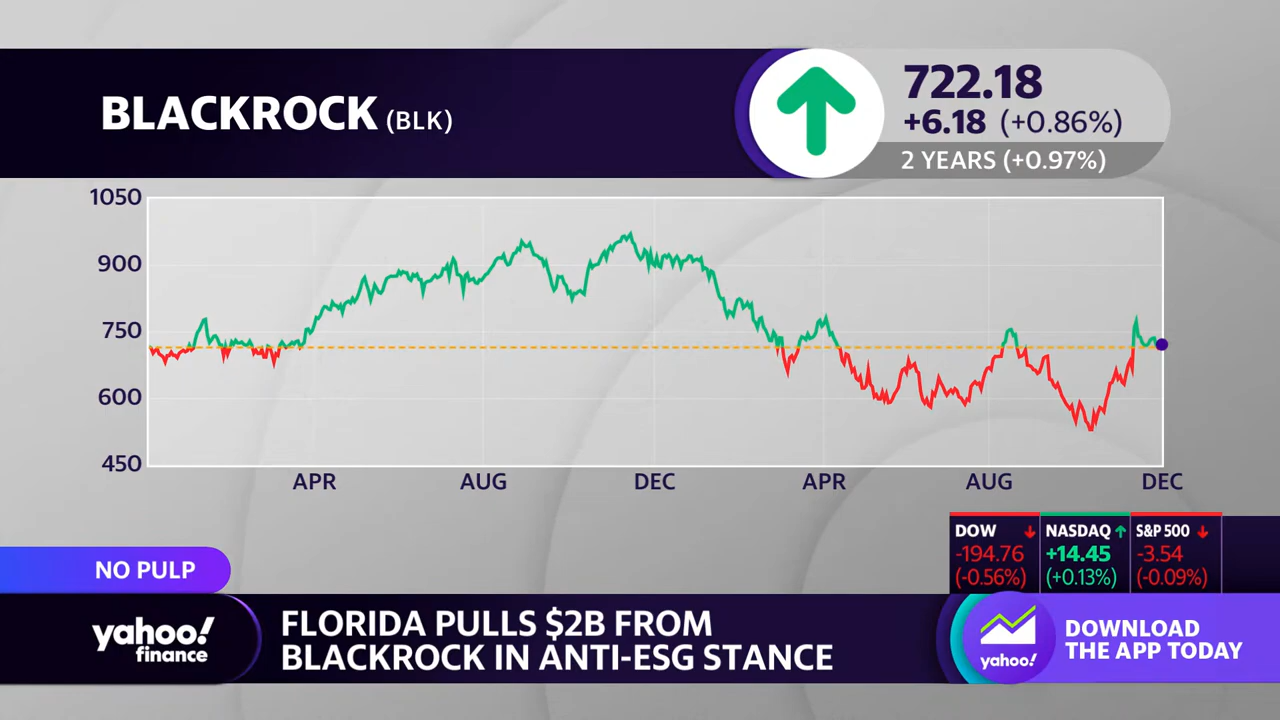 BLACKROCK (BLK)
722.18
+6.18 (+0.86%)
2 YEARS (+0.97%)
1050
900
750
600
450
APR AUG DEC APR AUG DEC
DOW NASDAQ S&P 500
-194.76 +14.45 -3.54
(-0.56%) (+0.13%) (-0.09%)
NO PULP
yahoo!
finance
FLORIDA PULLS $2B FROM
BLACKROCK IN ANTI-ESG STANCE
yahoo!
DOWNLOAD
THE APP TODAY